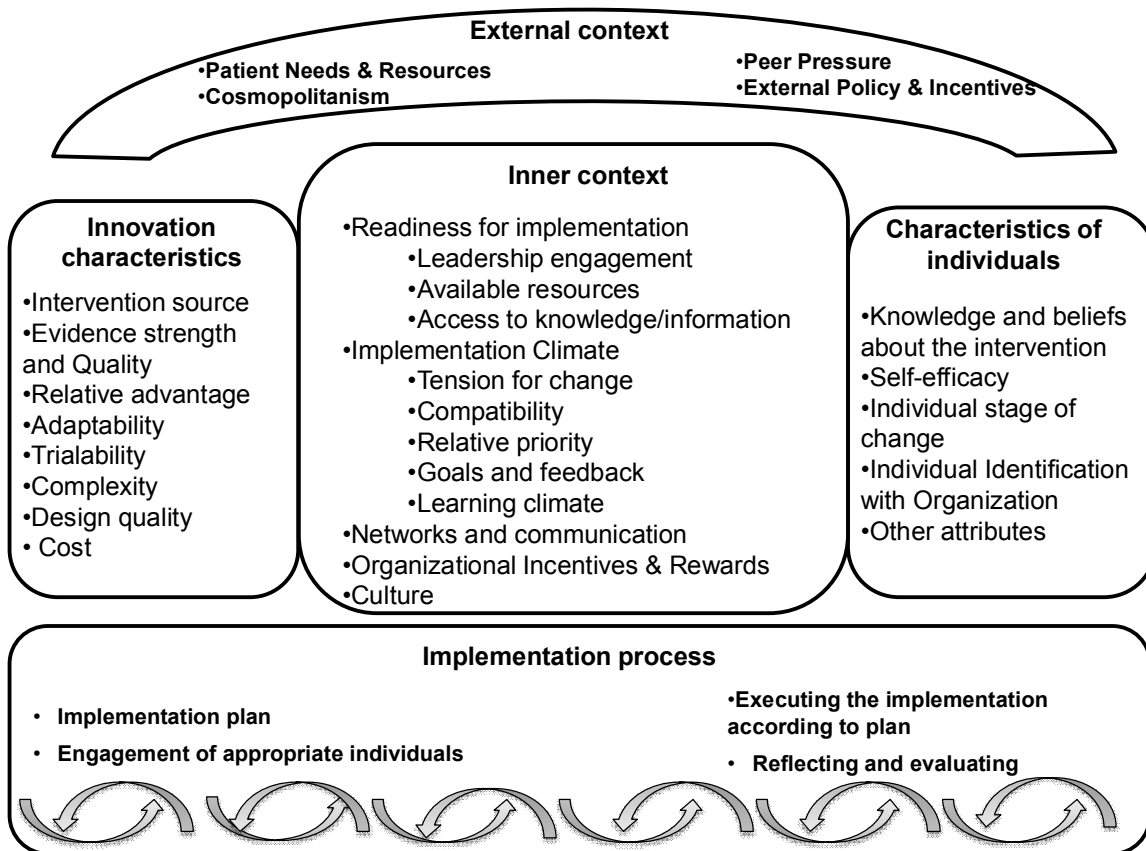 External context
•Patient Needs & Resources
•Cosmopolitanism
•Peer Pressure
•External Policy & Incentives
Innovation
characteristics
•Intervention source
•Evidence strength
and Quality
•Relative advantage
•Adaptability
•Trialability
•Complexity
•Design quality
• Cost
Inner context
•Readiness for implementation
•Leadership engagement
•Available resources
•Access to knowledge/information
•Implementation Climate
•Tension for change
•Compatibility
•Relative priority
•Goals and feedback
•Learning climate
•Networks and communication
•Organizational Incentives & Rewards
•Culture
Characteristics of
individuals
•Knowledge and beliefs
about the intervention
•Self-efficacy
•Individual stage of
change
•Individual Identification
with Organization
•Other attributes
Implementation process
• Implementation plan
• Engagement of appropriate individuals
•Executing the implementation
according to plan
• Reflecting and evaluating